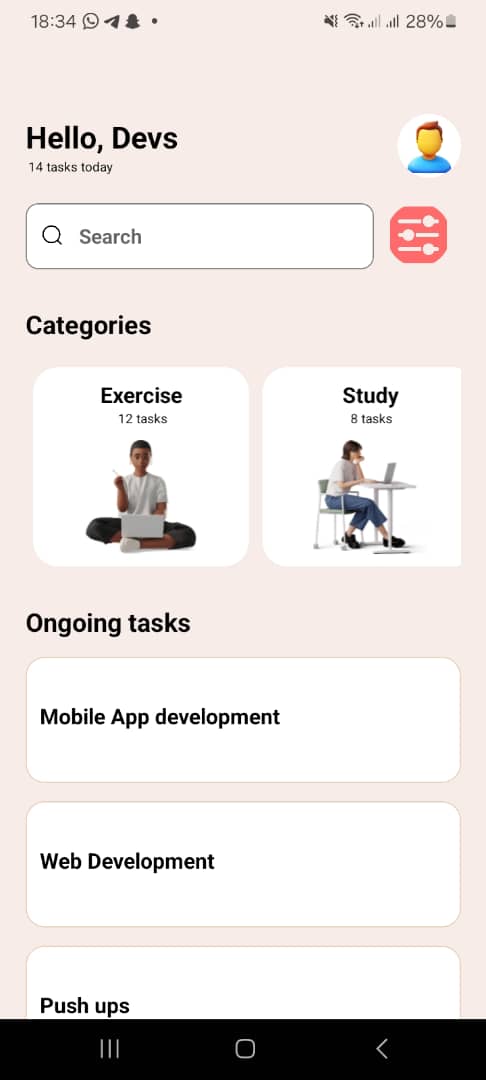 18:34 28%
Hello, Devs
14 tasks today
Search
Categories
Exercise
12 tasks
Study
8 tasks
Ongoing tasks
Mobile App development
Web Development
Push ups